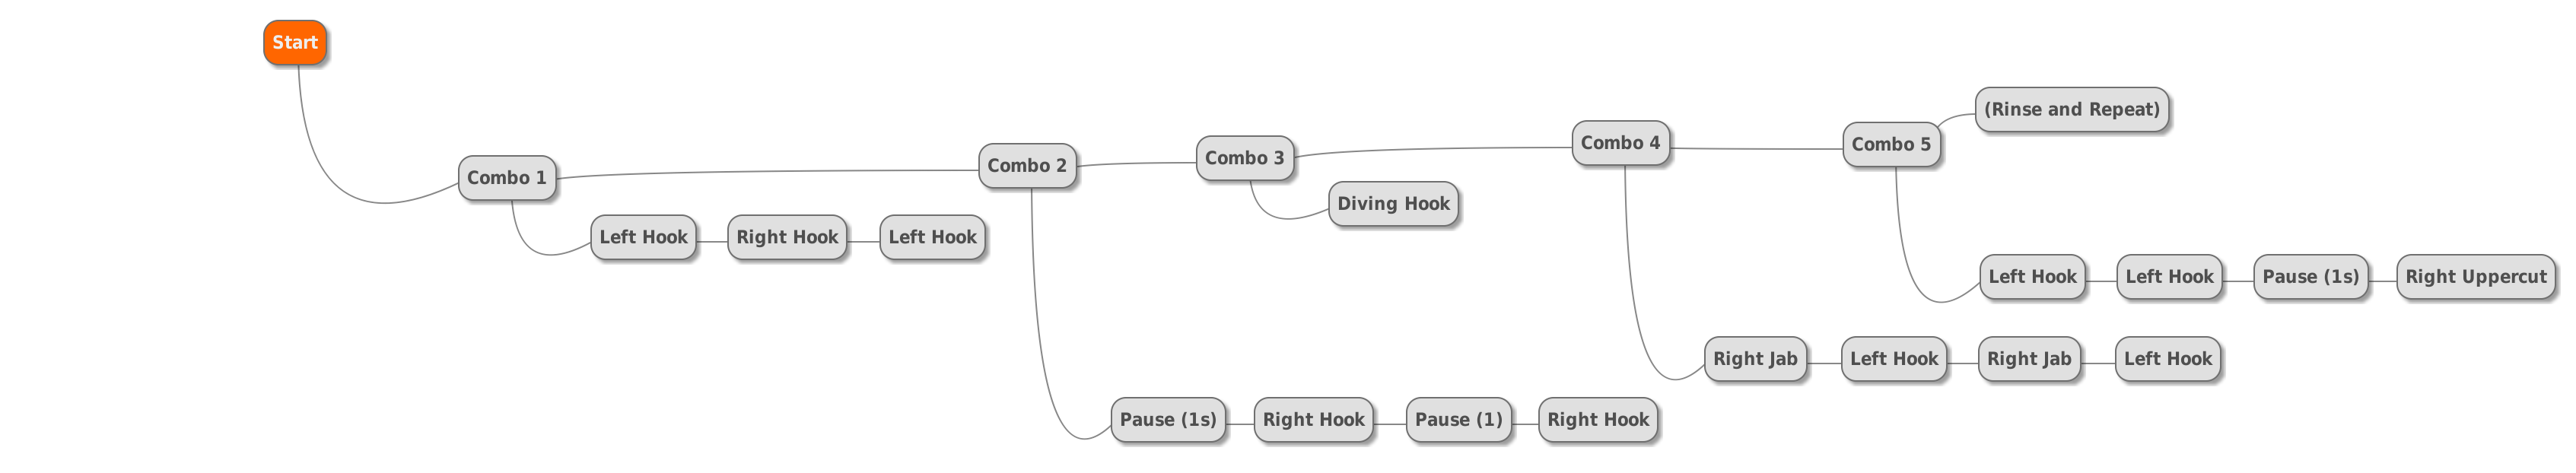 Start
Combo 1
Left Hook
Right Hook
Left Hook
Combo 2
Pause (1s)
Right Hook
Pause (1)
Right Hook
Combo 3
Diving Hook
Combo 4
Right Jab
Left Hook
Right Jab
Left Hook
Combo 5
(Rinse and Repeat)
Left Hook
Left Hook
Pause (1s)
Right Uppercut